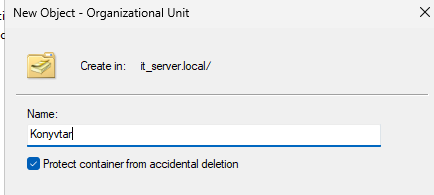 New Object - Organizational Unit
Create in: it_server.local/
Name:
Konyvtar
Protect container from accidental deletion